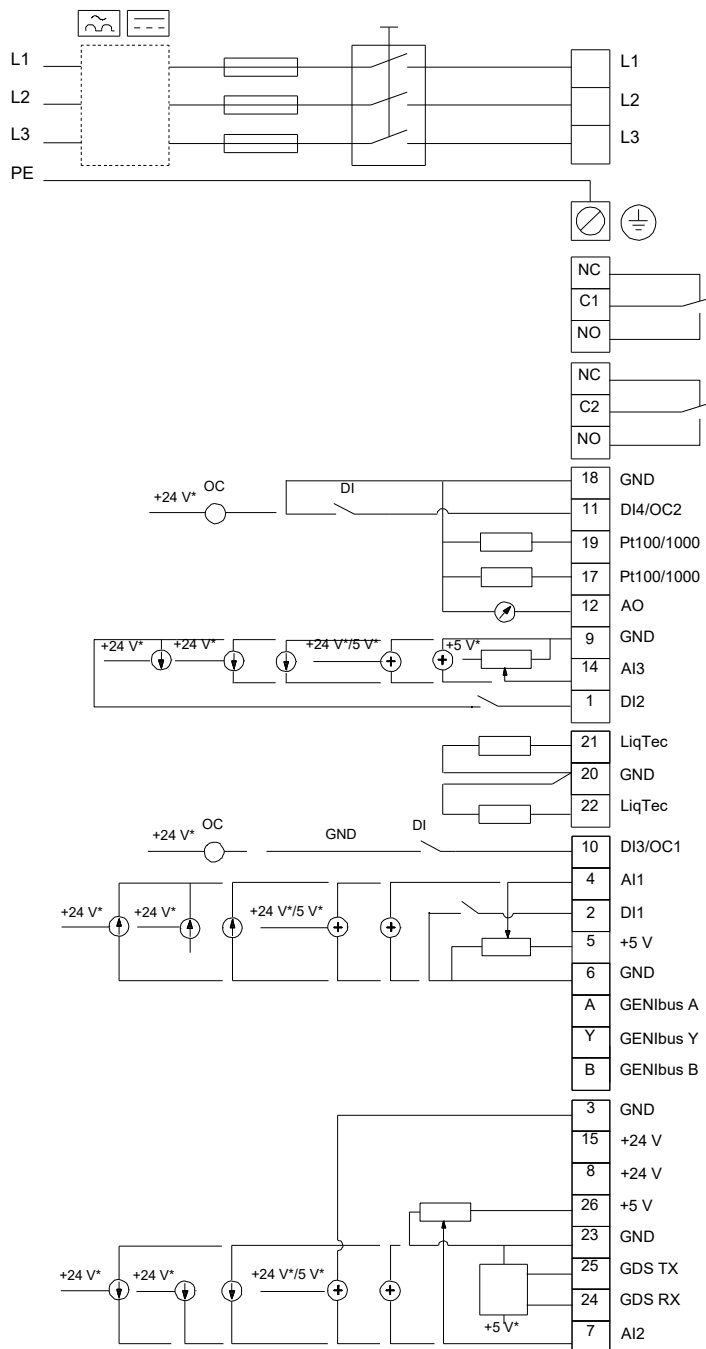 L1 L1
L2 L2
L3 L3
PE
NC
C1
NO
NC
C2
NO
18 GND
+24 V* OC DI 11 DI4/OC2
19 Pt100/1000
17 Pt100/1000
12 AO
9 GND
+24 V* +24 V* +24 V*/5 V* +5 V* 14 AI3
1 DI2
21 LiqTec
20 GND
22 LiqTec
+24 V* OC GND DI 10 DI3/OC1
4 AI1
+24 V* +24 V* +24 V*/5 V* 2 DI1
5 +5 V
6 GND
A GENIbus A
Y GENIbus Y
B GENIbus B
3 GND
15 +24 V
8 +24 V
26 +5 V
23 GND
+24 V* +24 V* +24 V*/5 V* 25 GDS TX
24 GDS RX
+5 V* 7 AI2